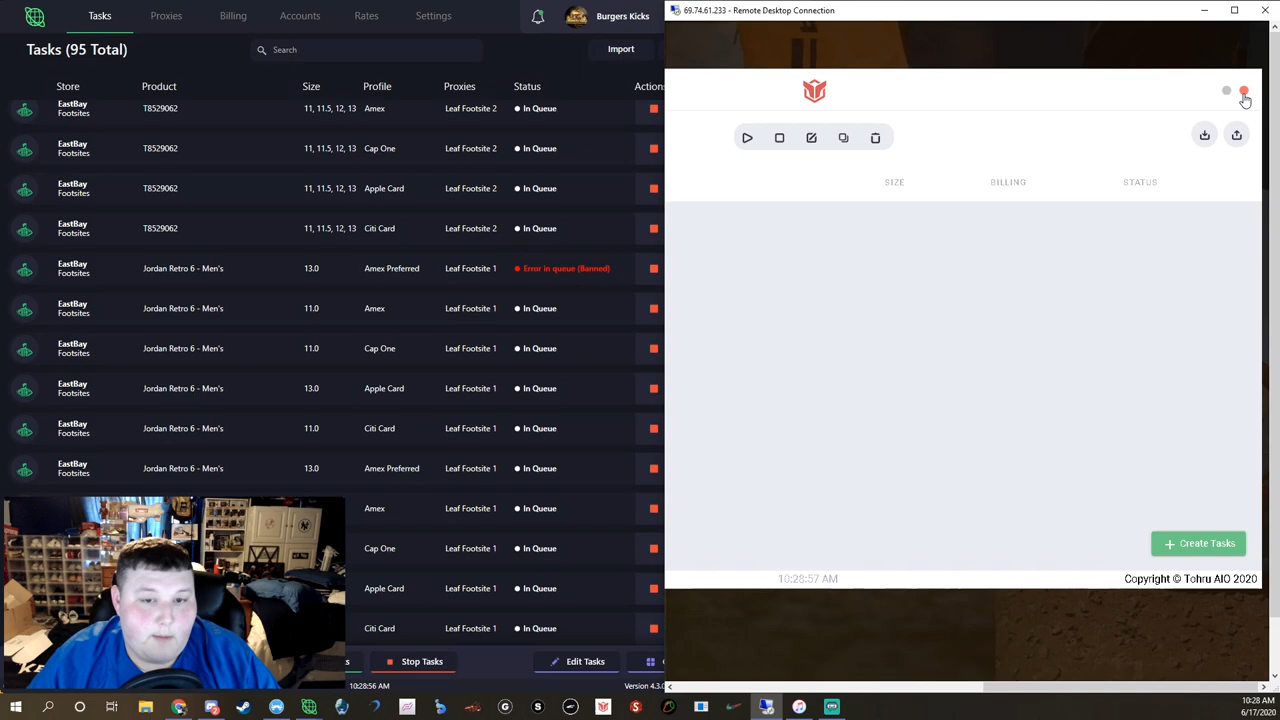 Tasks Proxies Billing Accounts Rates Settings Burgers Kicks
69.74.61.233 - Remote Desktop Connection
Tasks (95 Total) Search Import
Store Product Size Profile Proxies Status Actions
EastBay Footsites T8529062 11, 11.5, 12, 13 Amex Leaf Footsite 2 In Queue
EastBay Footsites T8529062 11, 11.5, 12, 13 Cap One Leaf Footsite 2 In Queue
EastBay Footsites T8529062 11, 11.5, 12, 13 Apple Card Leaf Footsite 2 In Queue
EastBay Footsites T8529062 11, 11.5, 12, 13 Citi Card Leaf Footsite 2 In Queue
EastBay Footsites Jordan Retro 6 - Men's 13.0 Amex Preferred Leaf Footsite 1 Error in queue (Banned)
EastBay Footsites Jordan Retro 6 - Men's 11.0 Amex Leaf Footsite 1 In Queue
EastBay Footsites Jordan Retro 6 - Men's 11.0 Cap One Leaf Footsite 1 In Queue
EastBay Footsites Jordan Retro 6 - Men's 13.0 Apple Card Leaf Footsite 1 In Queue
EastBay Footsites Jordan Retro 6 - Men's 11.0 Citi Card Leaf Footsite 1 In Queue
EastBay Footsites Jordan Retro 6 - Men's 13.0 Amex Preferred Leaf Footsite 1 In Queue
Amex Leaf Footsite 1 In Queue
Cap One Leaf Footsite 1 In Queue
Apple Card Leaf Footsite 1 In Queue
Citi Card Leaf Footsite 1 In Queue
Stop Tasks Edit Tasks
10:28:56 AM Version 4.3.0
SIZE BILLING STATUS
+ Create Tasks
10:28:57 AM Copyright © Tohru AIO 2020
10:28 AM
6/17/2020